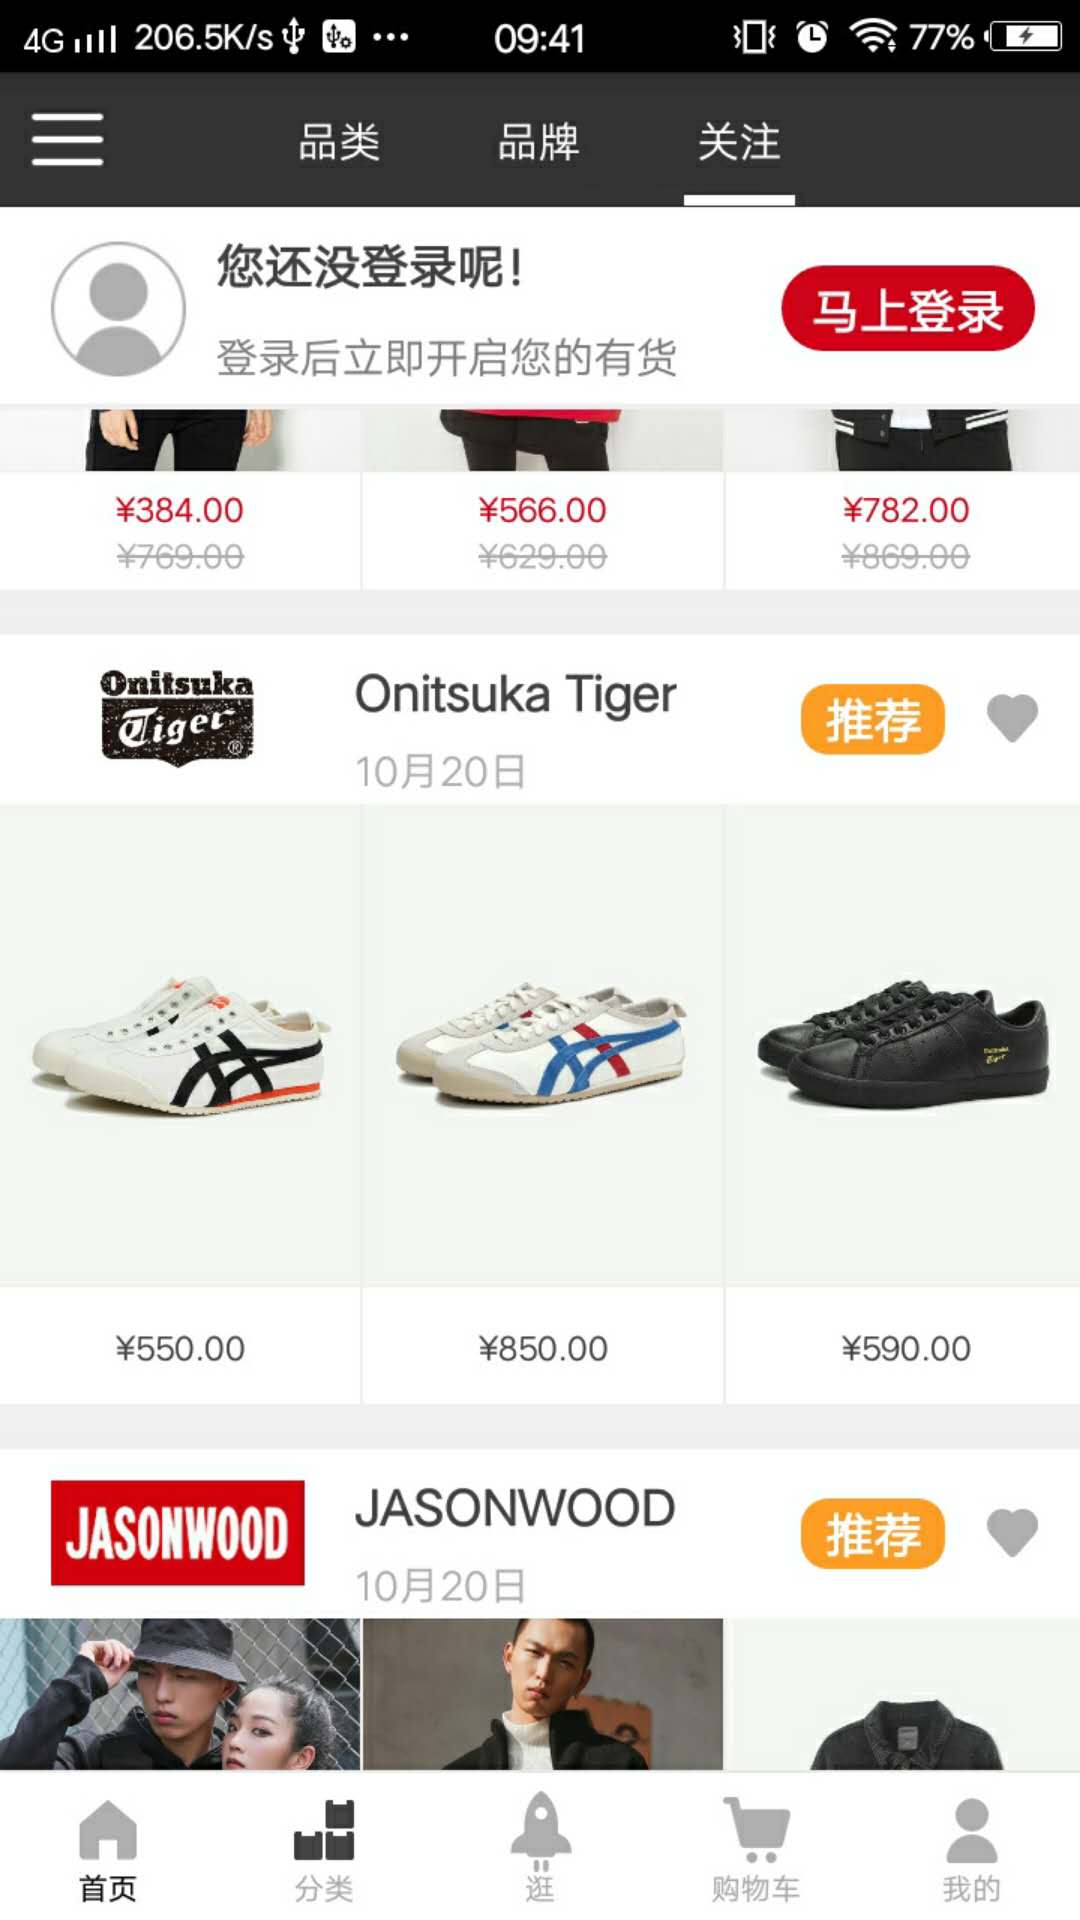 4G 206.5K/s 09:41 77%
品类 品牌 关注
您还没登录呢！
登录后立即开启您的有货
马上登录
¥384.00 ¥566.00 ¥782.00
¥769.00 ¥629.00 ¥869.00
Onitsuka
Tiger
®
Onitsuka Tiger
10月20日
推荐
Onitsuka
Tiger
¥550.00 ¥850.00 ¥590.00
JASONWOOD
JASONWOOD
10月20日
推荐
首页 分类 逛 购物车 我的